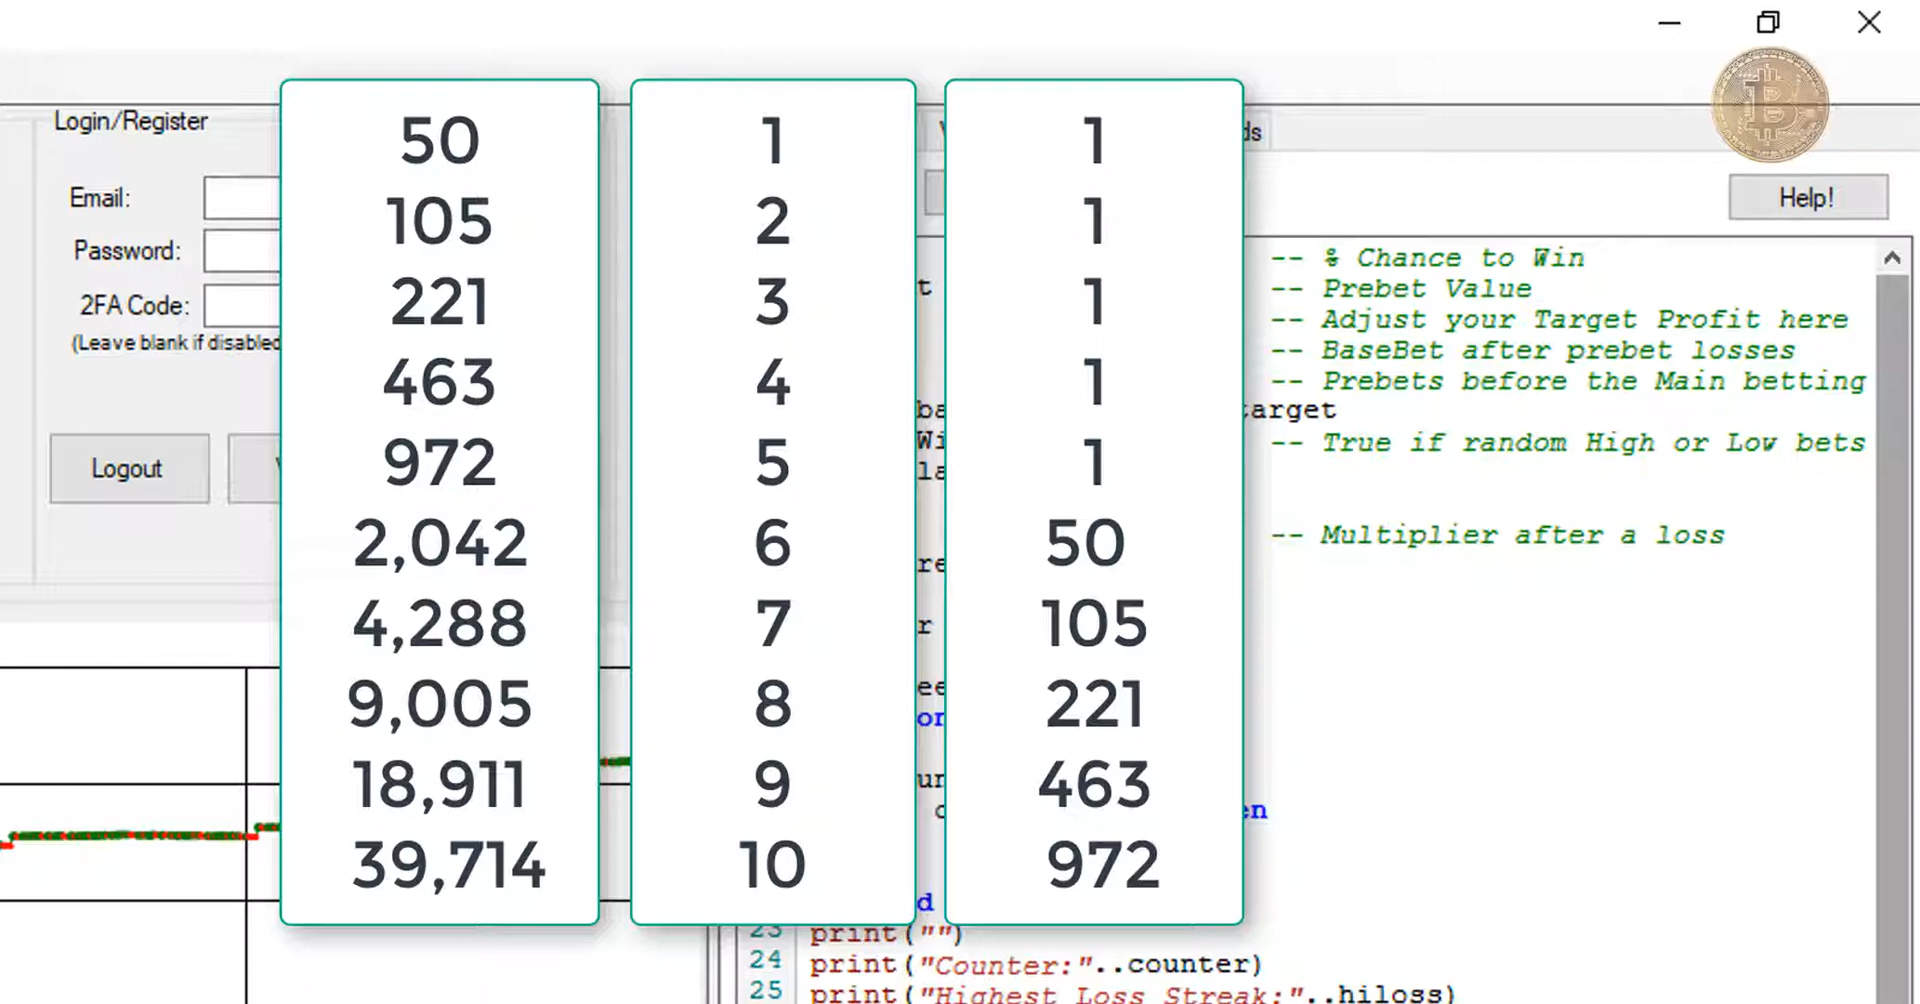 Login/Register
Email:
Password:
2FA Code:
(Leave blank if disabled
Logout
50 1 1
105 2 1
221 3 1
463 4 1
972 5 1
2,042 6 50
4,288 7 105
9,005 8 221
18,911 9 463
39,714 10 972
Help!
-- % Chance to Win
-- Prebet Value
-- Adjust your Target Profit here
-- BaseBet after prebet losses
-- Prebets before the Main betting
target
-- True if random High or Low bets
-- Multiplier after a loss
23 print("")
24 print("Counter:"..counter)
25 print("Highest Loss Streak:"..hiloss)